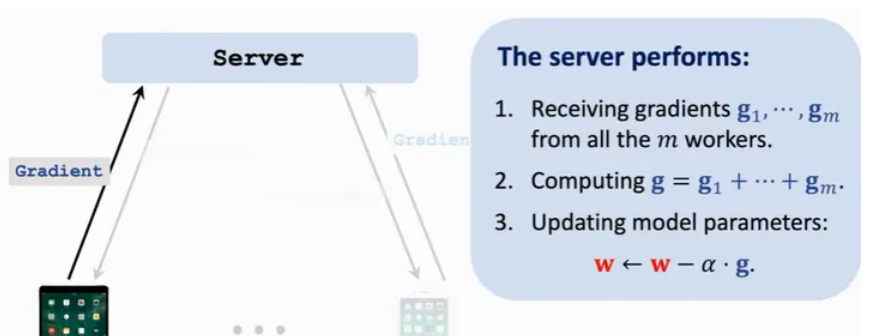 Server
Gradient
Gradien
The server performs:
1. Receiving gradients g₁, ⋯ , gₘ
from all the m workers.
2. Computing g = g₁ + ⋯ + gₘ.
3. Updating model parameters:
w ← w − α · g.